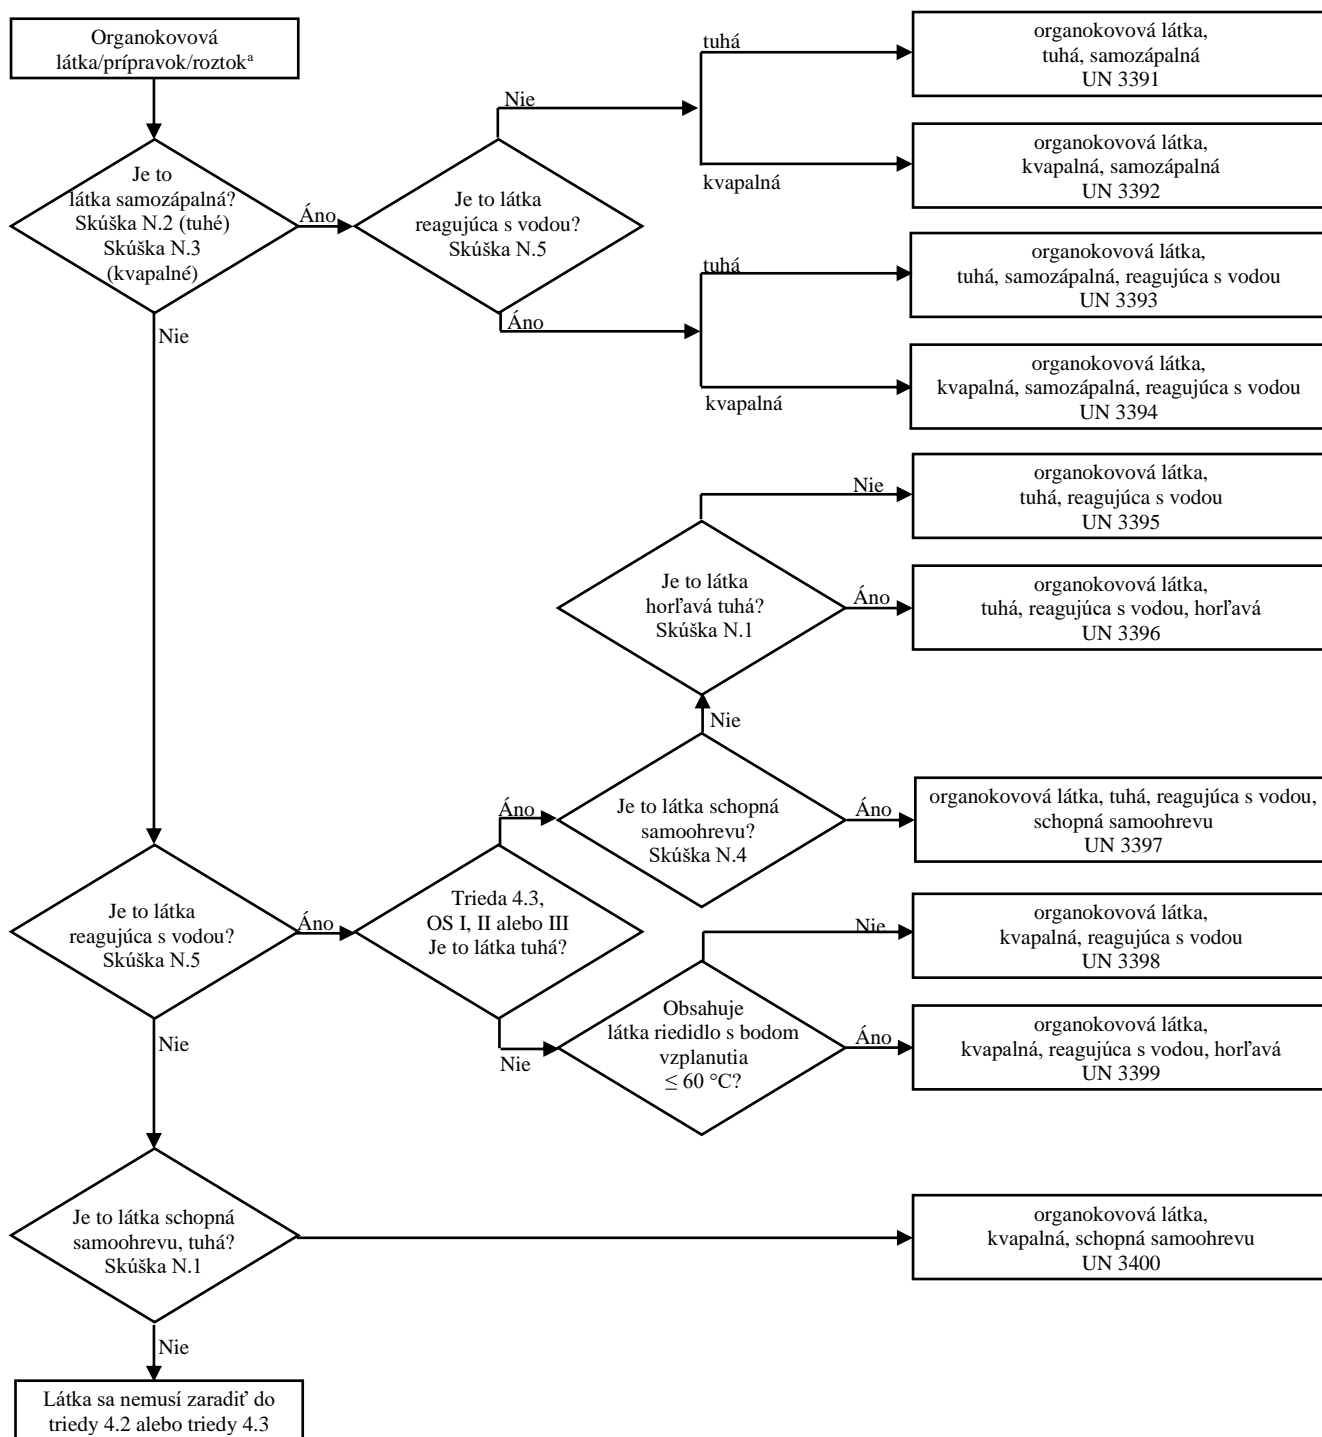 Organokovová
látka/prípravok/roztokᵃ
Je to
látka samozápalná?
Skúška N.2 (tuhé)
Skúška N.3
(kvapalné)
Áno
Nie
Je to látka
reagujúca s vodou?
Skúška N.5
Nie
Áno
tuhá
kvapalná
organokovová látka,
tuhá, samozápalná
UN 3391
organokovová látka,
kvapalná, samozápalná
UN 3392
tuhá
kvapalná
organokovová látka,
tuhá, samozápalná, reagujúca s vodou
UN 3393
organokovová látka,
kvapalná, samozápalná, reagujúca s vodou
UN 3394
Nie
organokovová látka,
tuhá, reagujúca s vodou
UN 3395
Je to látka
horľavá tuhá?
Skúška N.1
Áno
organokovová látka,
tuhá, reagujúca s vodou, horľavá
UN 3396
Nie
Je to látka schopná
samoohrevu?
Skúška N.4
Áno
organokovová látka, tuhá, reagujúca s vodou,
schopná samoohrevu
UN 3397
Je to látka
reagujúca s vodou?
Skúška N.5
Áno
Nie
Trieda 4.3,
OS I, II alebo III
Je to látka tuhá?
Áno
Nie
Obsahuje
látka riedidlo s bodom
vzplanutia
≤ 60 °C?
Nie
organokovová látka,
kvapalná, reagujúca s vodou
UN 3398
Áno
organokovová látka,
kvapalná, reagujúca s vodou, horľavá
UN 3399
Je to látka schopná
samoohrevu, tuhá?
Skúška N.1
organokovová látka,
kvapalná, schopná samoohrevu
UN 3400
Nie
Látka sa nemusí zaradiť do
triedy 4.2 alebo triedy 4.3